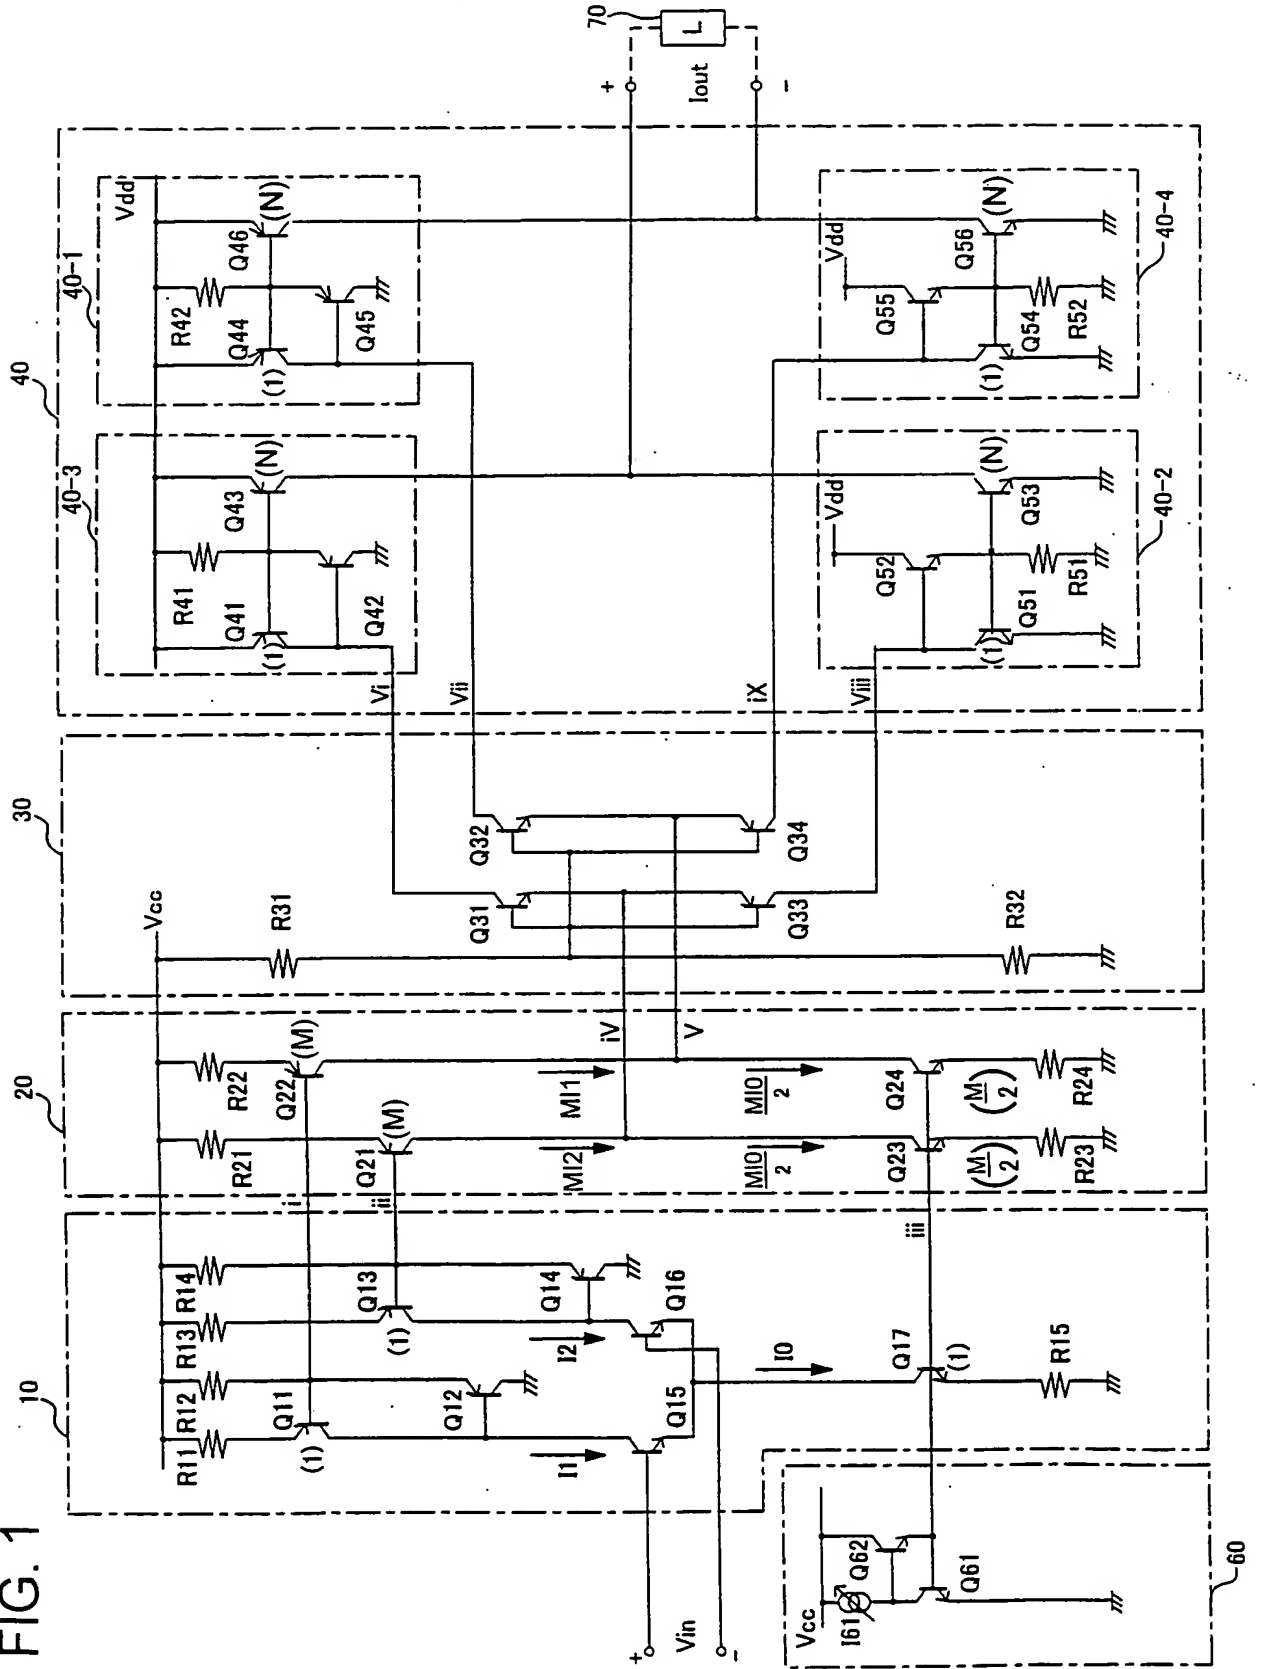 FIG. 1
10
R11
R12
R13
R14
Q11
(1)
Q12
Q13
(1)
Q14
I1
I2
Q15
Q16
I0
Q17
(1)
R15
Vin
+
-
Vcc
I61
Q62
Q61
60
i
ii
iii
20
R21
R22
Q22
(M)
Q21
(M)
MI2
MI1
MI0
2
MI0
2
Q23
Q24
(M/2)
(M/2)
R23
R24
iV
V
30
Vcc
R31
Q31
Q32
Q33
Q34
R32
Vi
Vii
iX
Viii
40
40-3
R41
Q41
(1)
Q43
(N)
Q42
40-1
Vdd
R42
Q44
(1)
Q46
(N)
Q45
Vdd
Q52
Q51
(1)
Q53
(N)
R51
40-2
Vdd
Q55
Q54
(1)
Q56
(N)
R52
40-4
+
Iout
-
70
L